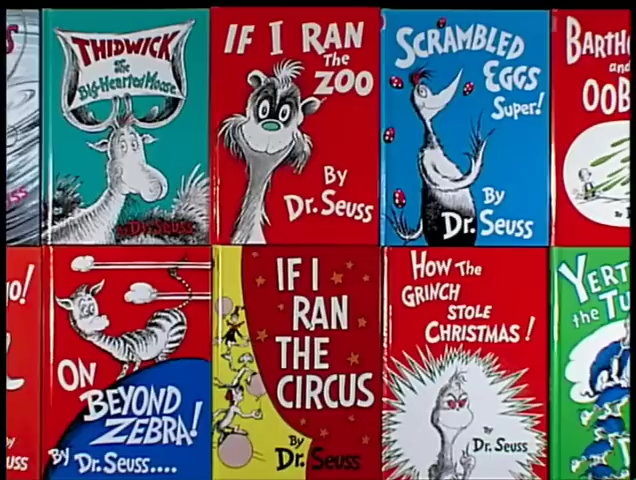 THIDWICK
the
Big-Hearted Moose
By Dr. Seuss
IF I RAN
The
ZOO
By
Dr. Seuss
SCRAMBLED
EGGS
Super!
By
Dr. Seuss
BARTH
and
OOB
USS
ON
BEYOND
ZEBRA!
By Dr. Seuss....
IF I
RAN
THE
CIRCUS
By
Dr. Seuss
HOW THE
GRINCH
STOLE
CHRISTMAS!
By
Dr. Seuss
YERT
the TU